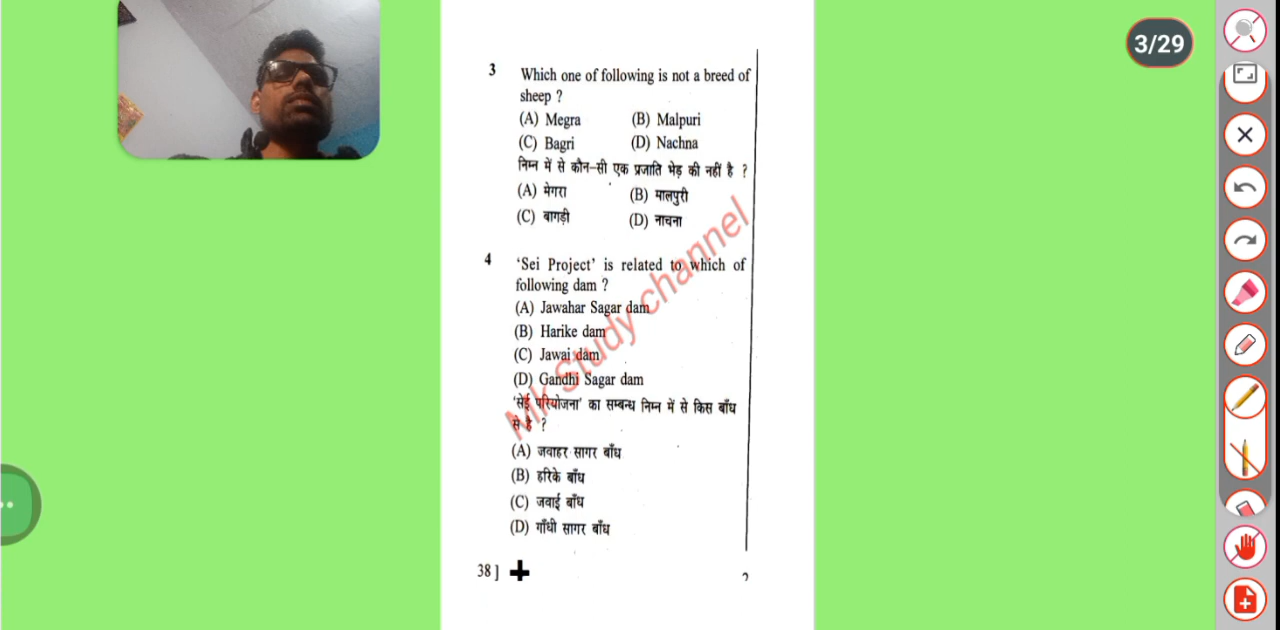 3/29
3 Which one of following is not a breed of
sheep ?
(A) Megra (B) Malpuri
(C) Bagri (D) Nachna
निम्न में से कौन-सी एक प्रजाति भेड़ की नहीं है ?
(A) मेगरा (B) मालपुरी
(C) बागड़ी (D) नाचना
4 'Sei Project' is related to which of
following dam ?
(A) Jawahar Sagar dam
(B) Harike dam
(C) Jawai dam
(D) Gandhi Sagar dam
'सेई परियोजना' का सम्बन्ध निम्न में से किस बाँध
से है ?
(A) जवाहर सागर बाँध
(B) हरिके बाँध
(C) जवाई बाँध
(D) गाँधी सागर बाँध
38 ]
Mk Study channel